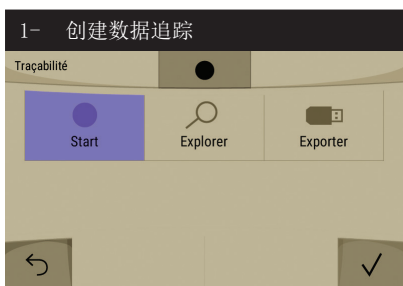 1- 创建数据追踪
Traçabilité
Start
Explorer
Exporter